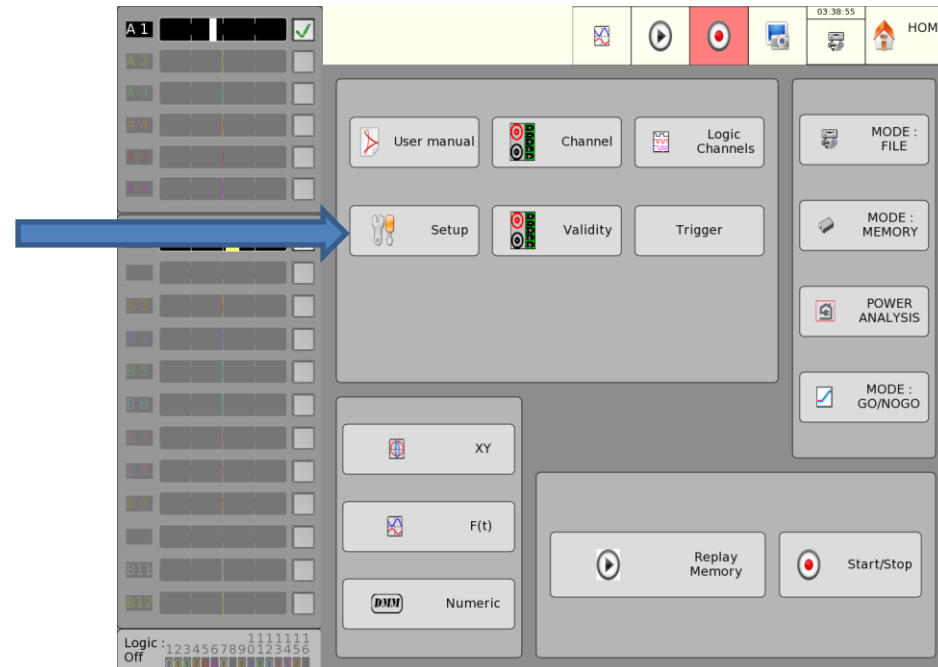 A 1
03:38:55
HOM
A 2
A 3
A 4
A 5
A 6
User manual
Channel
Logic
Channels
MODE :
FILE
Setup
Validity
Trigger
MODE :
MEMORY
B 3
B 5
B 6
B 7
B 8
B 9
B11
B12
POWER
ANALYSIS
MODE :
GO/NOGO
XY
F(t)
DMM
Numeric
Replay
Memory
Start/Stop
Logic :
Off
1111111
1234567890123456